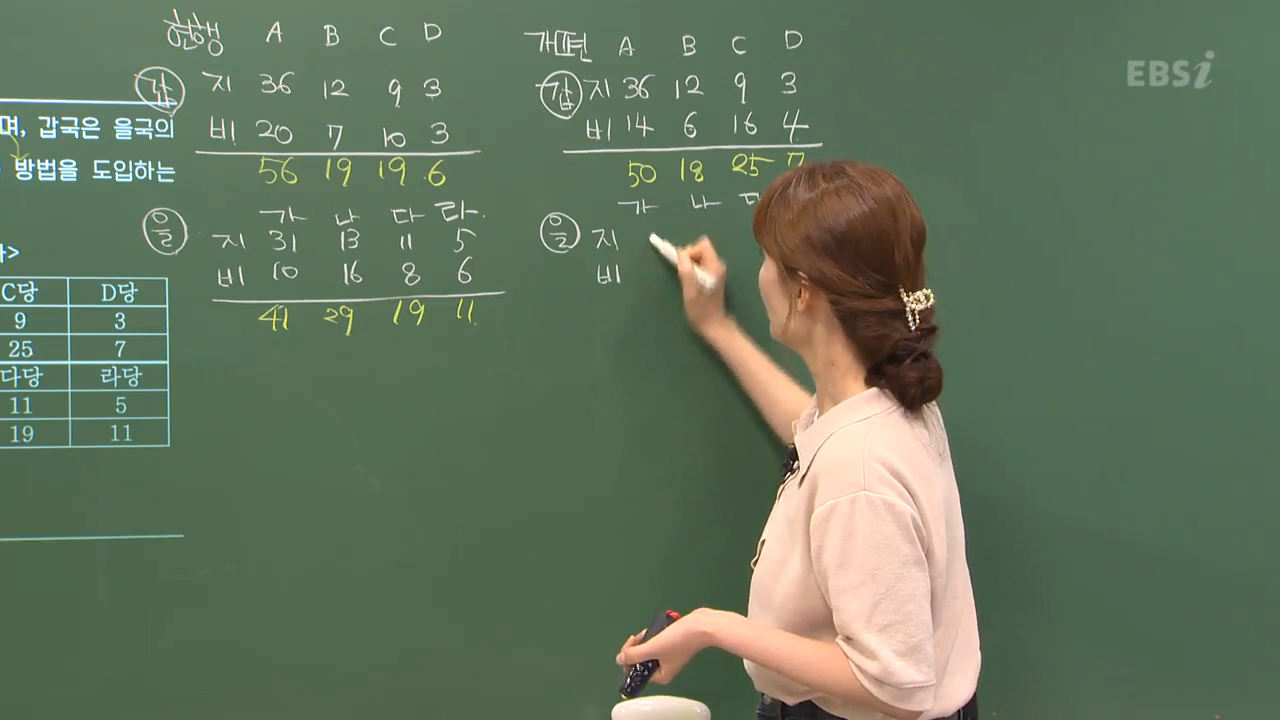 현행 A B C D
갑 지 36 12 9 3
비 20 7 10 3
56 19 19 6
가 나 다 라
을 지 31 13 11 5
비 10 16 8 6
41 29 19 11
개편 A B C D
갑 지 36 12 9 3
비 14 6 16 4
50 18 25 7
가 나 다
을 지
비
EBSi
며, 갑국은 을국의
방법을 도입하는
>
C당 D당
9 3
25 7
다당 라당
11 5
19 11